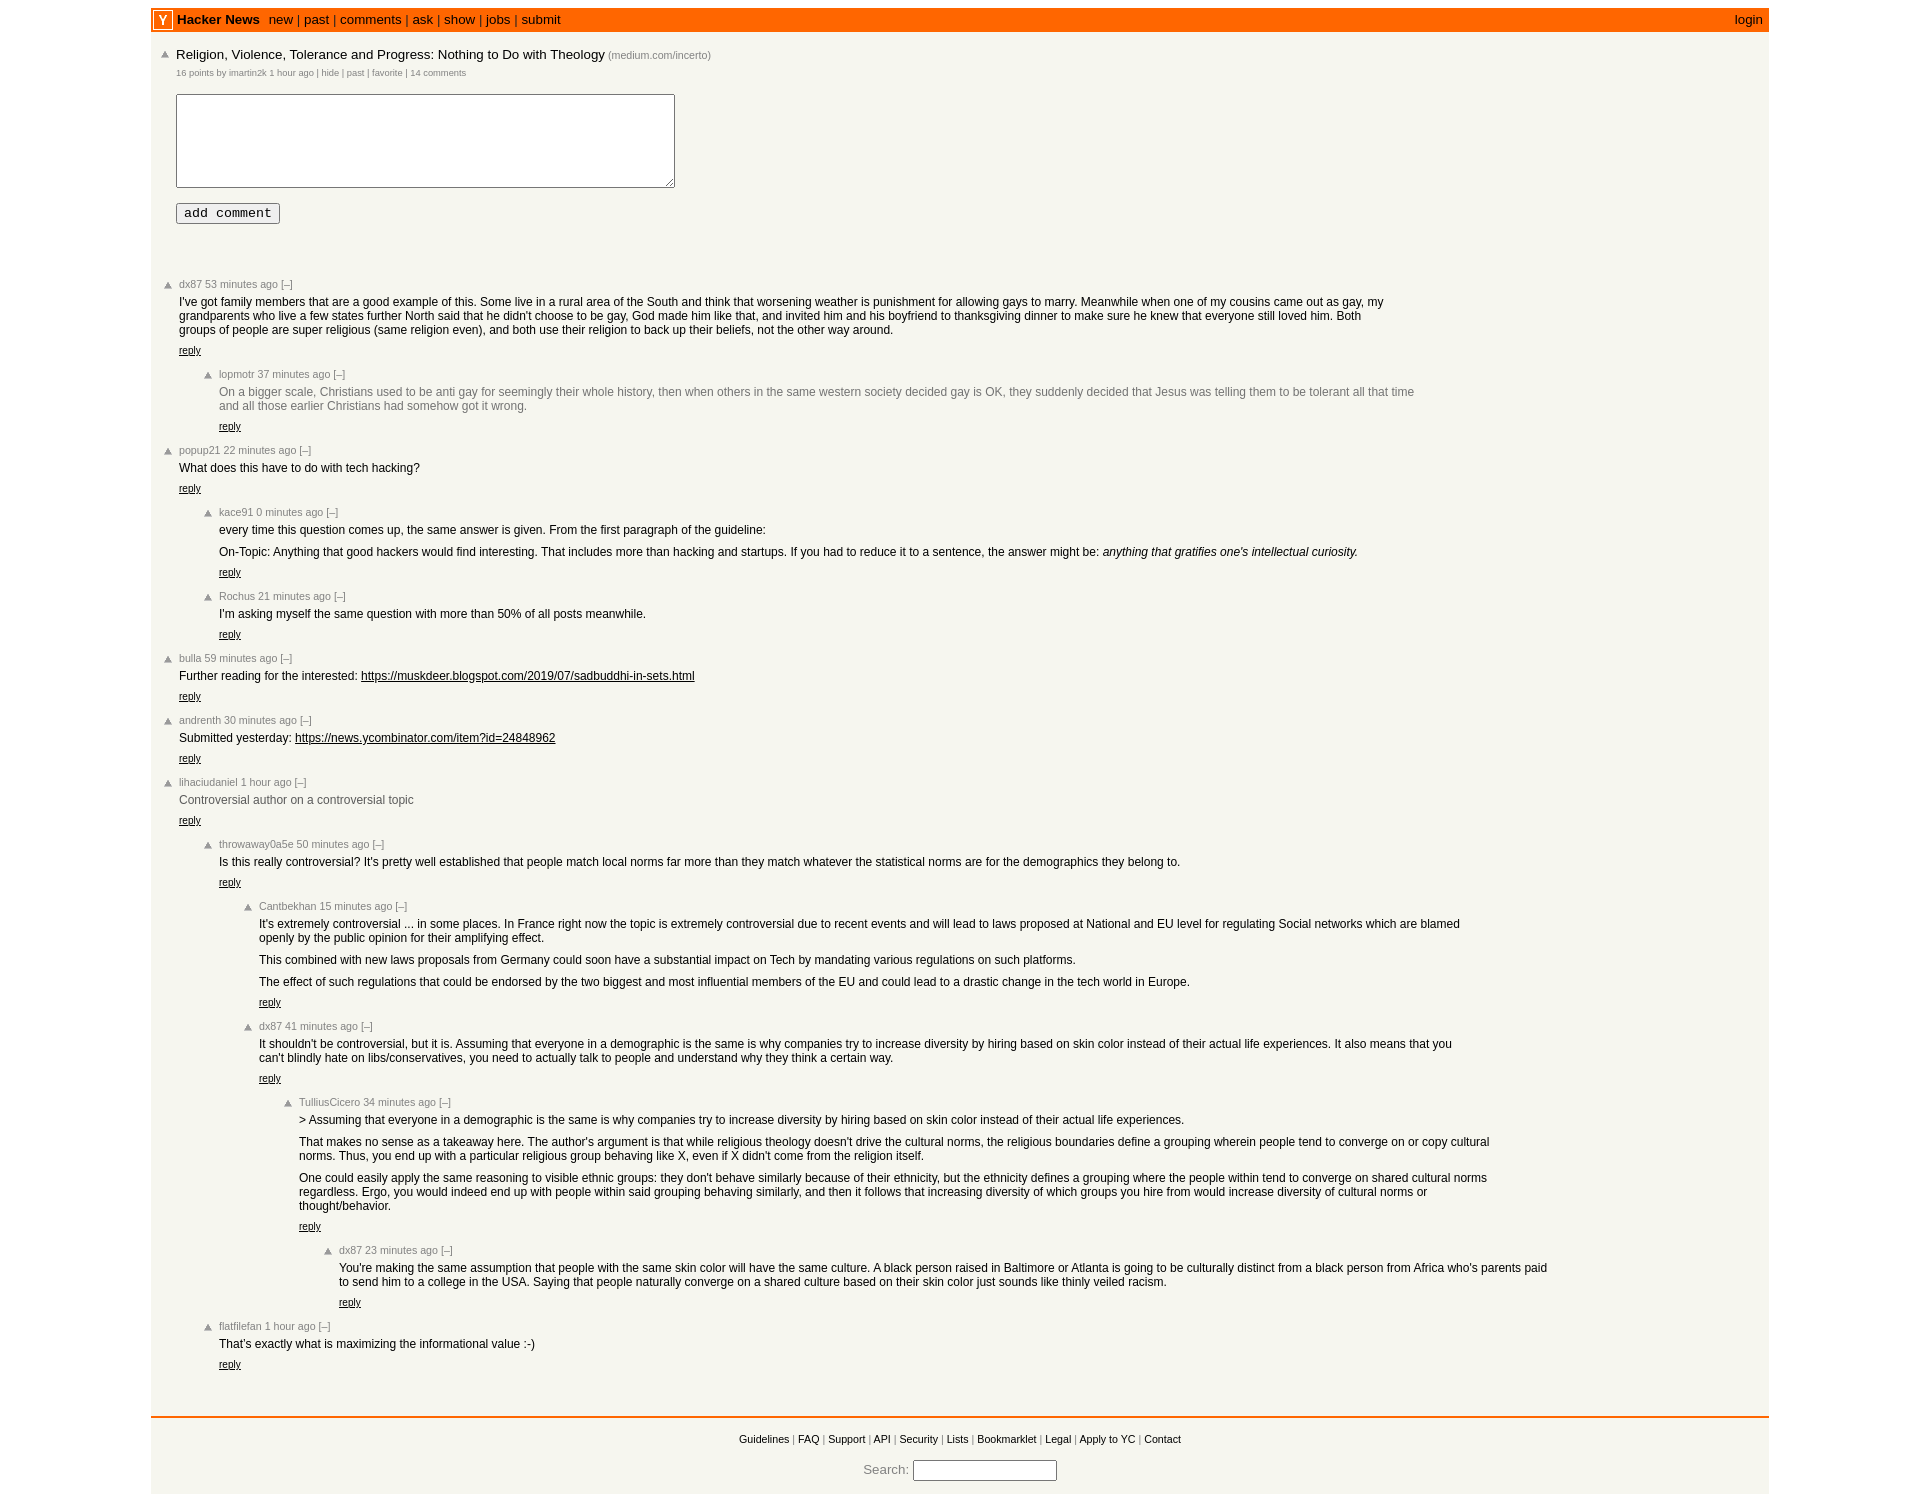 Y Hacker News new | past | comments | ask | show | jobs | submit login
Religion, Violence, Tolerance and Progress: Nothing to Do with Theology (medium.com/incerto)
16 points by imartin2k 1 hour ago | hide | past | favorite | 14 comments
add comment
dx87 53 minutes ago [–]
I've got family members that are a good example of this. Some live in a rural area of the South and think that worsening weather is punishment for allowing gays to marry. Meanwhile when one of my cousins came out as gay, my
grandparents who live a few states further North said that he didn't choose to be gay, God made him like that, and invited him and his boyfriend to thanksgiving dinner to make sure he knew that everyone still loved him. Both
groups of people are super religious (same religion even), and both use their religion to back up their beliefs, not the other way around.
reply
lopmotr 37 minutes ago [–]
On a bigger scale, Christians used to be anti gay for seemingly their whole history, then when others in the same western society decided gay is OK, they suddenly decided that Jesus was telling them to be tolerant all that time
and all those earlier Christians had somehow got it wrong.
reply
popup21 22 minutes ago [–]
What does this have to do with tech hacking?
reply
kace91 0 minutes ago [–]
every time this question comes up, the same answer is given. From the first paragraph of the guideline:
On-Topic: Anything that good hackers would find interesting. That includes more than hacking and startups. If you had to reduce it to a sentence, the answer might be: anything that gratifies one's intellectual curiosity.
reply
Rochus 21 minutes ago [–]
I'm asking myself the same question with more than 50% of all posts meanwhile.
reply
bulla 59 minutes ago [–]
Further reading for the interested: https://muskdeer.blogspot.com/2019/07/sadbuddhi-in-sets.html
reply
andrenth 30 minutes ago [–]
Submitted yesterday: https://news.ycombinator.com/item?id=24848962
reply
lihaciudaniel 1 hour ago [–]
Controversial author on a controversial topic
reply
throwaway0a5e 50 minutes ago [–]
Is this really controversial? It's pretty well established that people match local norms far more than they match whatever the statistical norms are for the demographics they belong to.
reply
Cantbekhan 15 minutes ago [–]
It's extremely controversial ... in some places. In France right now the topic is extremely controversial due to recent events and will lead to laws proposed at National and EU level for regulating Social networks which are blamed
openly by the public opinion for their amplifying effect.
This combined with new laws proposals from Germany could soon have a substantial impact on Tech by mandating various regulations on such platforms.
The effect of such regulations that could be endorsed by the two biggest and most influential members of the EU and could lead to a drastic change in the tech world in Europe.
reply
dx87 41 minutes ago [–]
It shouldn't be controversial, but it is. Assuming that everyone in a demographic is the same is why companies try to increase diversity by hiring based on skin color instead of their actual life experiences. It also means that you
can't blindly hate on libs/conservatives, you need to actually talk to people and understand why they think a certain way.
reply
TulliusCicero 34 minutes ago [–]
> Assuming that everyone in a demographic is the same is why companies try to increase diversity by hiring based on skin color instead of their actual life experiences.
That makes no sense as a takeaway here. The author's argument is that while religious theology doesn't drive the cultural norms, the religious boundaries define a grouping wherein people tend to converge on or copy cultural
norms. Thus, you end up with a particular religious group behaving like X, even if X didn't come from the religion itself.
One could easily apply the same reasoning to visible ethnic groups: they don't behave similarly because of their ethnicity, but the ethnicity defines a grouping where the people within tend to converge on shared cultural norms
regardless. Ergo, you would indeed end up with people within said grouping behaving similarly, and then it follows that increasing diversity of which groups you hire from would increase diversity of cultural norms or
thought/behavior.
reply
dx87 23 minutes ago [–]
You're making the same assumption that people with the same skin color will have the same culture. A black person raised in Baltimore or Atlanta is going to be culturally distinct from a black person from Africa who's parents paid
to send him to a college in the USA. Saying that people naturally converge on a shared culture based on their skin color just sounds like thinly veiled racism.
reply
flatfilefan 1 hour ago [–]
That's exactly what is maximizing the informational value :-)
reply
Guidelines | FAQ | Support | API | Security | Lists | Bookmarklet | Legal | Apply to YC | Contact
Search: